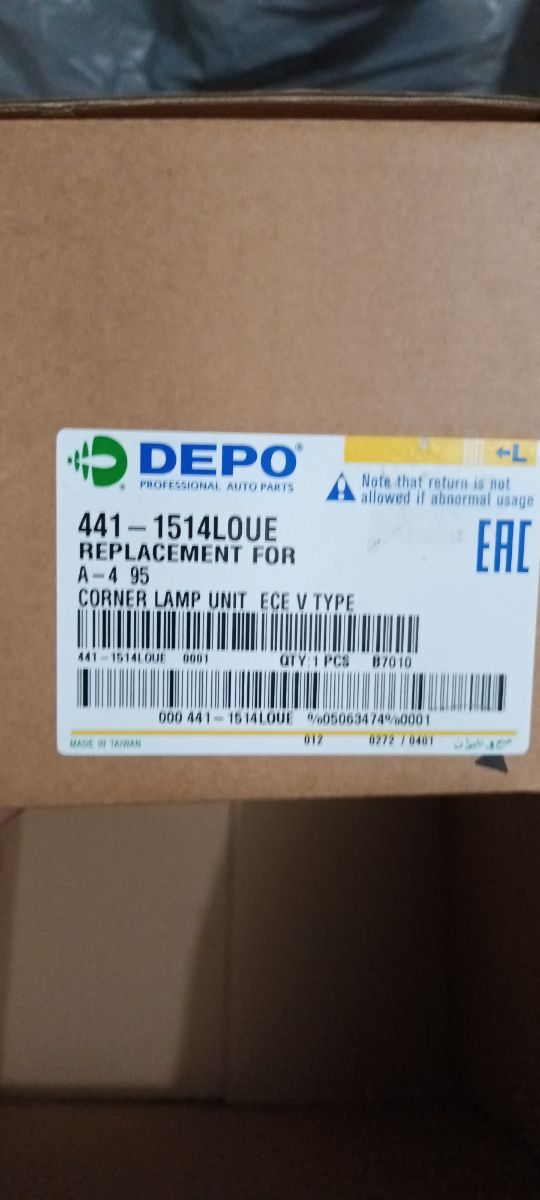 DEPO®
PROFESSIONAL AUTO PARTS
←L
Note that return is not
allowed if abnormal usage
441-1514LOUE
REPLACEMENT FOR
A-4 95
CORNER LAMP UNIT ECE V TYPE
EAC
441-1514LOUE 0001 QTY:1 PCS B7010
000 441-1514LOUE %05063474%0001
MADE IN TAIWAN 012 0272 / 0401